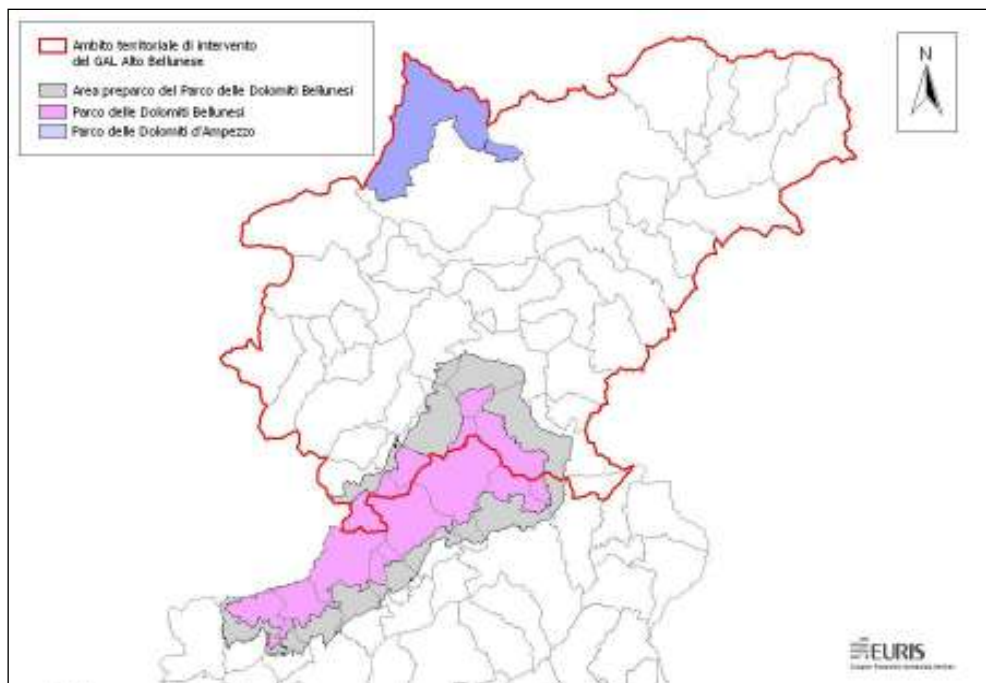 Ambito territoriale di intervento
del GAL Alto Bellunese
Area preparco del Parco delle Dolomiti Bellunesi
Parco delle Dolomiti Bellunesi
Parco delle Dolomiti d'Ampezzo
N
EURIS